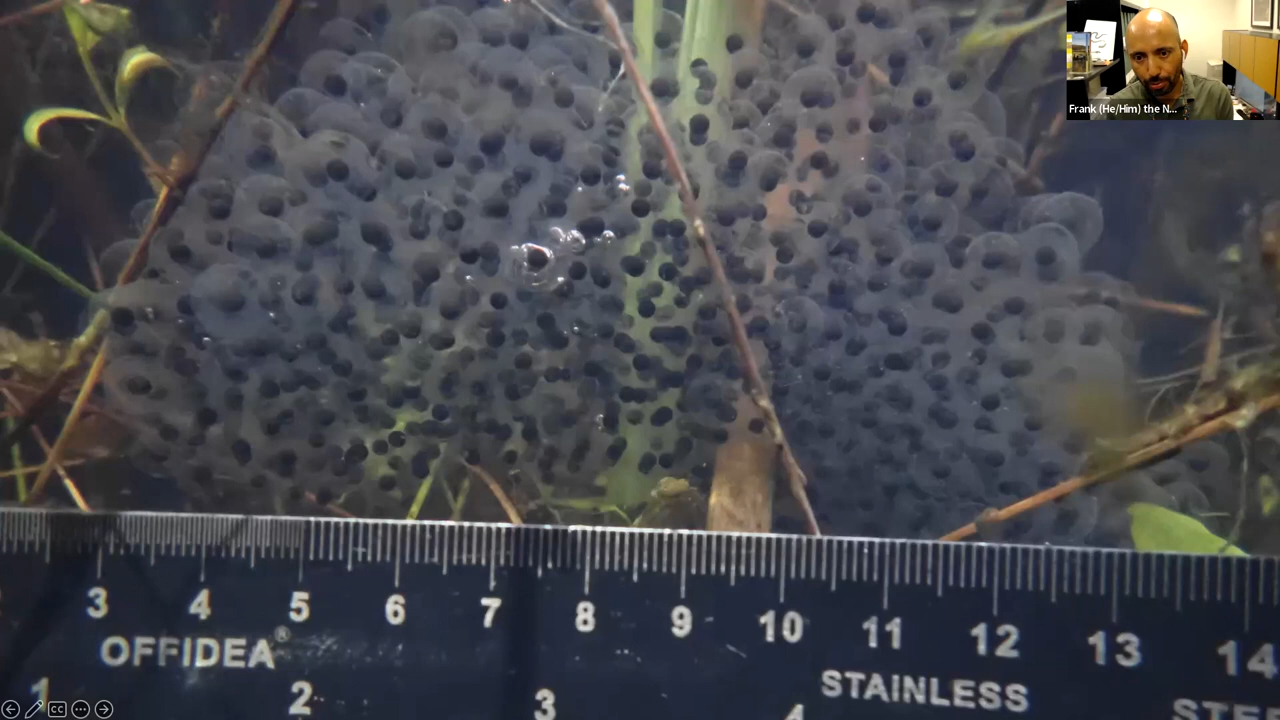 Frank (He/Him) the N...
3 4 5 6 7 8 9 10 11 12 13 14
OFFIDEA®
STAINLESS
1 2 3 4
CC